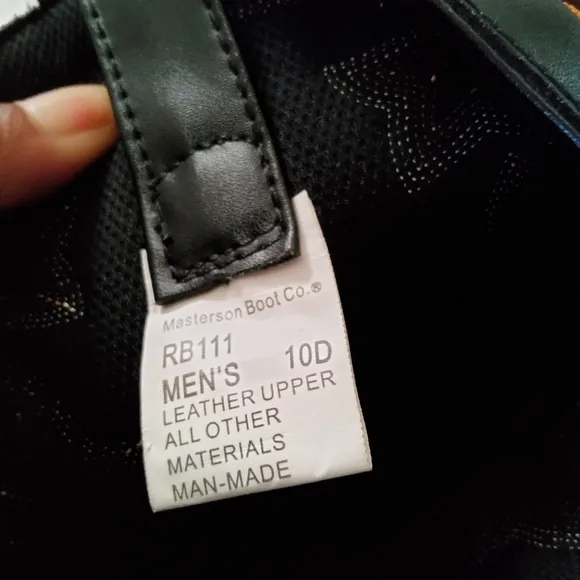 Masterson Boot Co.®
RB111
MEN'S 10D
LEATHER UPPER
ALL OTHER
MATERIALS
MAN-MADE